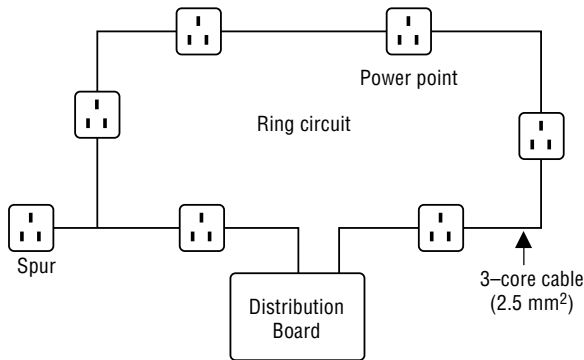 Power point
Ring circuit
Spur
3–core cable
(2.5 mm²)
Distribution
Board